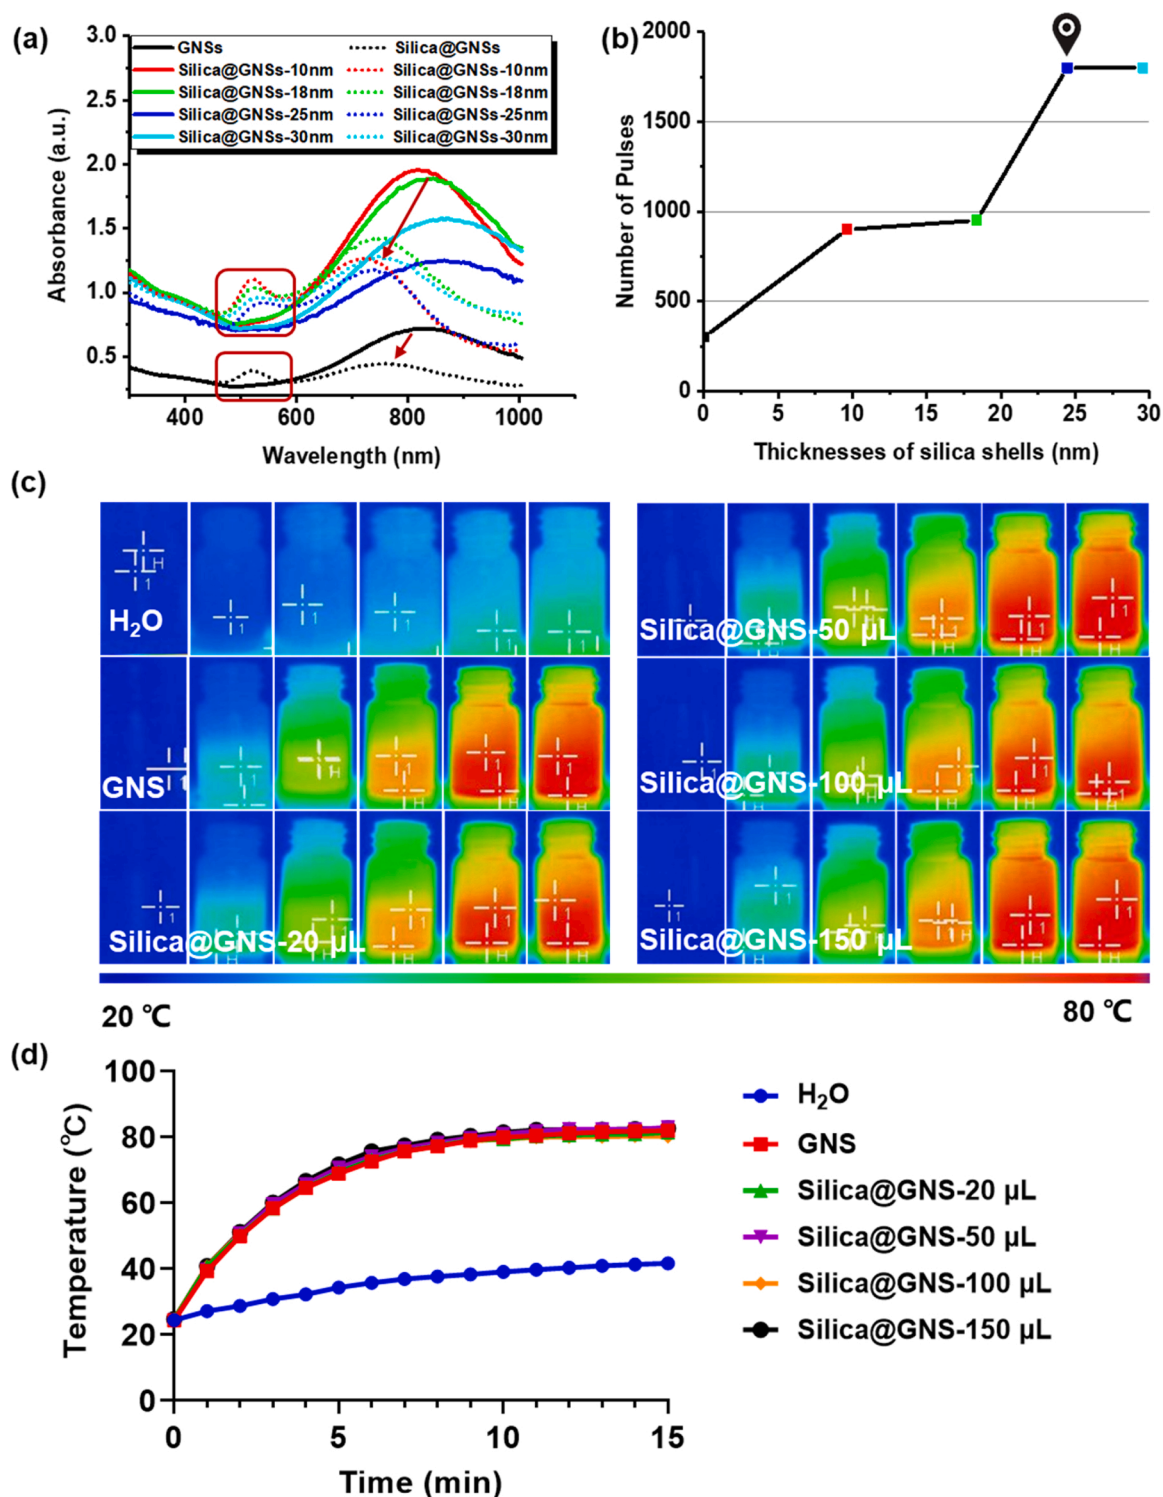 (a)
3.0
2.5
2.0
1.5
1.0
0.5
Absorbance (a.u.)
GNSs
Silica@GNSs
Silica@GNSs-10nm
Silica@GNSs-10nm
Silica@GNSs-18nm
Silica@GNSs-18nm
Silica@GNSs-25nm
Silica@GNSs-25nm
Silica@GNSs-30nm
Silica@GNSs-30nm
400 600 800 1000
Wavelength (nm)
(b)
2000
1500
1000
500
0
Number of Pulses
0 5 10 15 20 25 30
Thicknesses of silica shells (nm)
(c)
H₂O
Silica@GNS-50 µL
GNS
Silica@GNS-100 µL
Silica@GNS-20 µL
Silica@GNS-150 µL
20 ℃
80 ℃
(d)
100
80
60
40
20
0
Temperature (℃)
0 5 10 15
Time (min)
H₂O
GNS
Silica@GNS-20 µL
Silica@GNS-50 µL
Silica@GNS-100 µL
Silica@GNS-150 µL